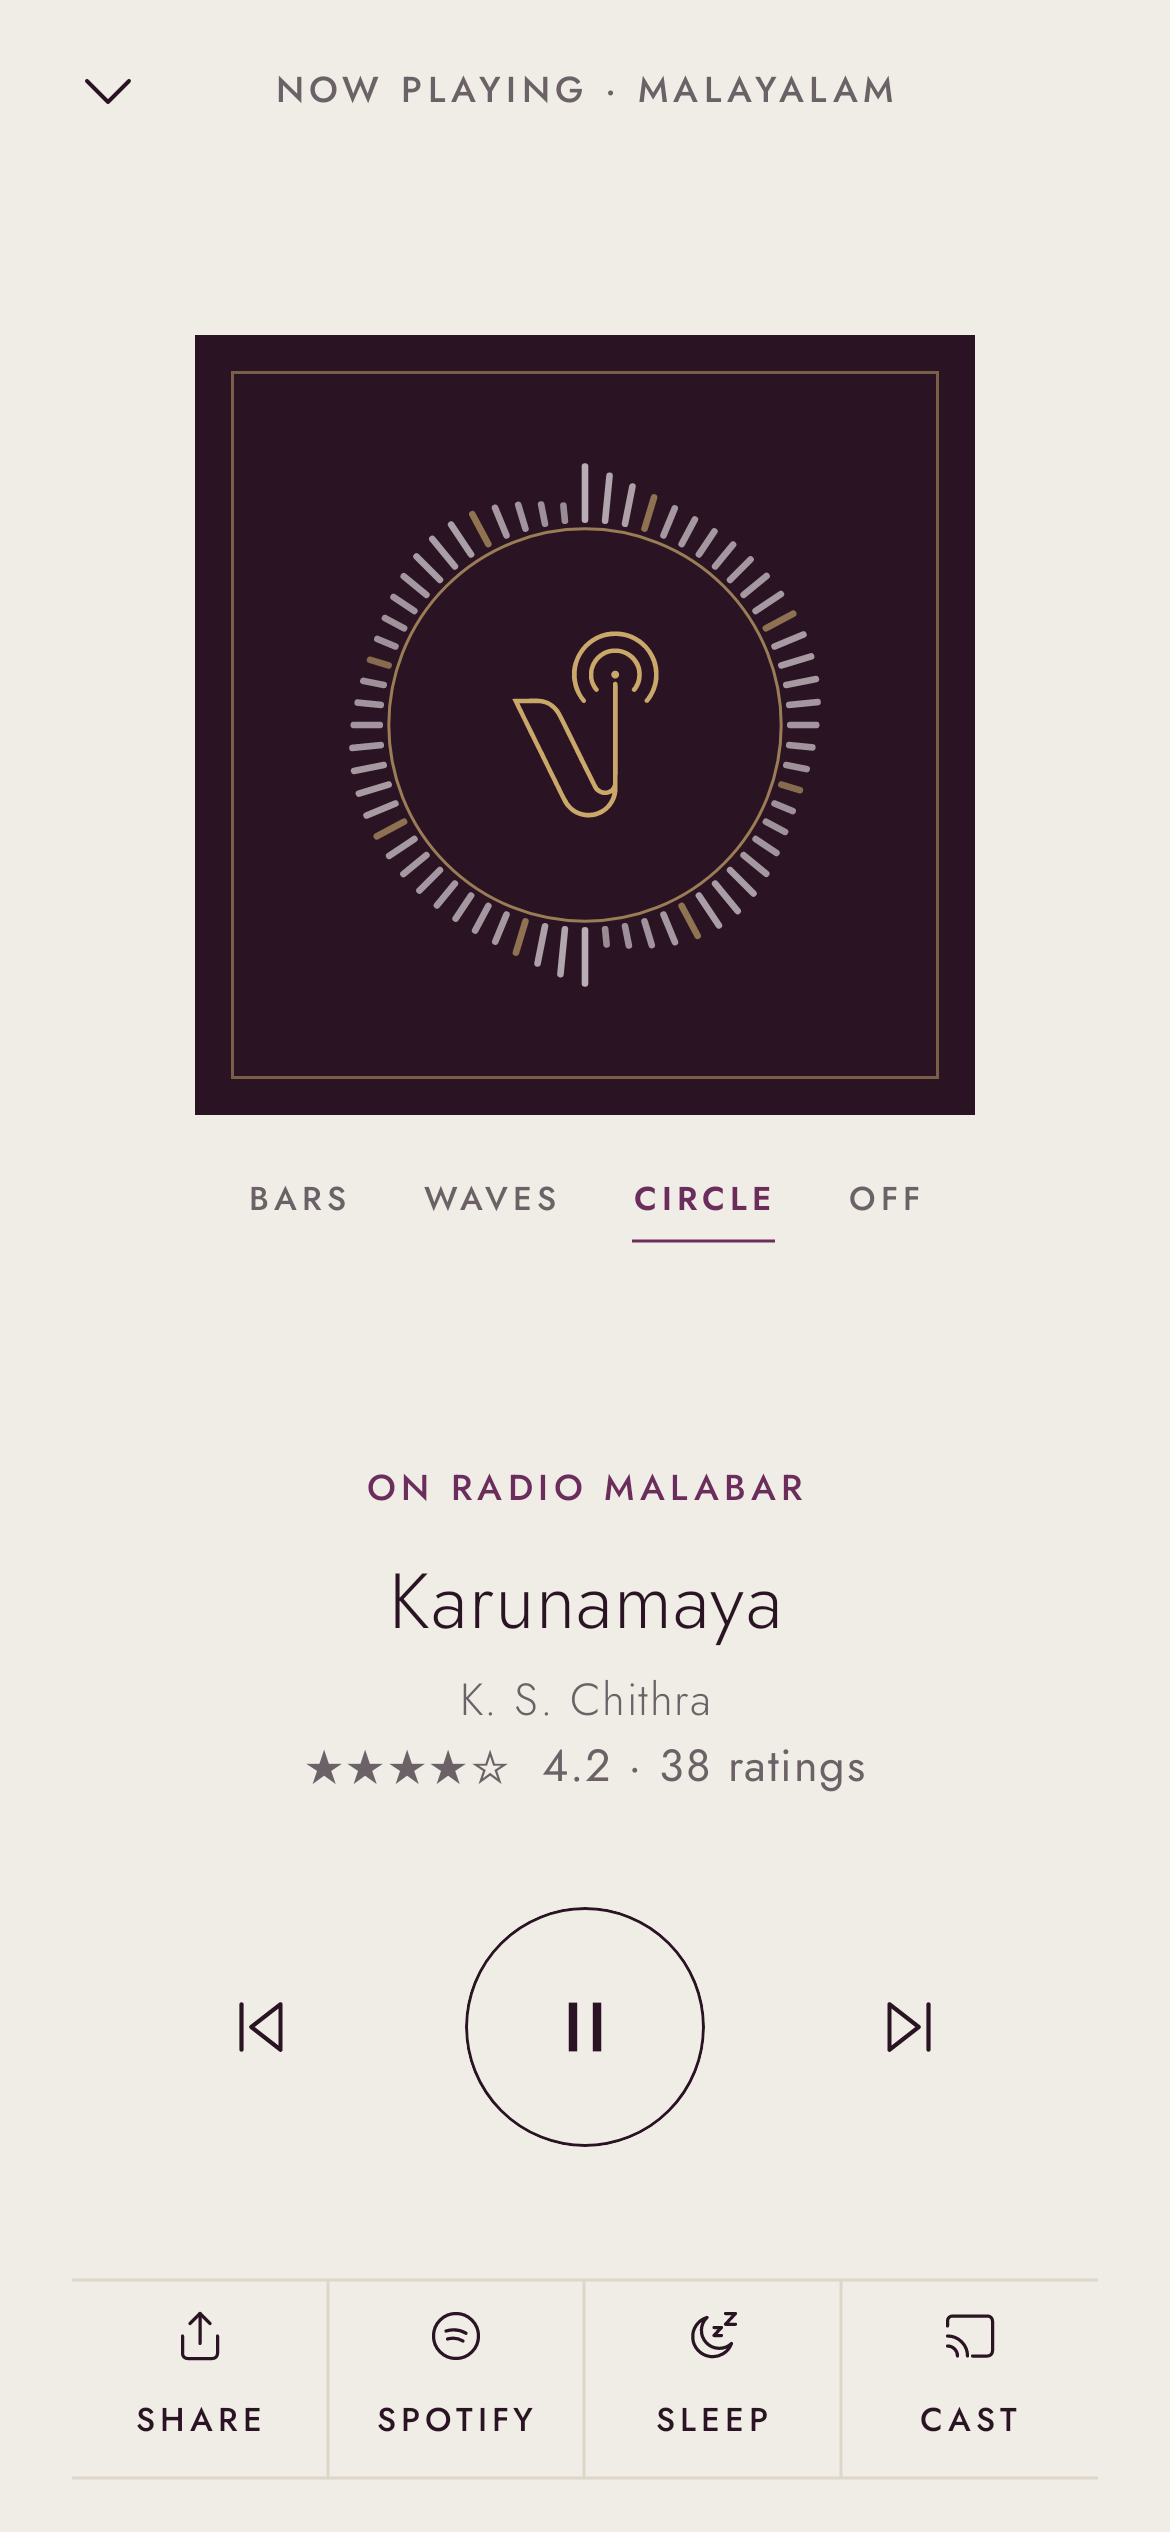 NOW PLAYING · MALAYALAM
BARS WAVES CIRCLE OFF
ON RADIO MALABAR
Karunamaya
K. S. Chithra
★★★★☆ 4.2 · 38 ratings
SHARE SPOTIFY SLEEP CAST